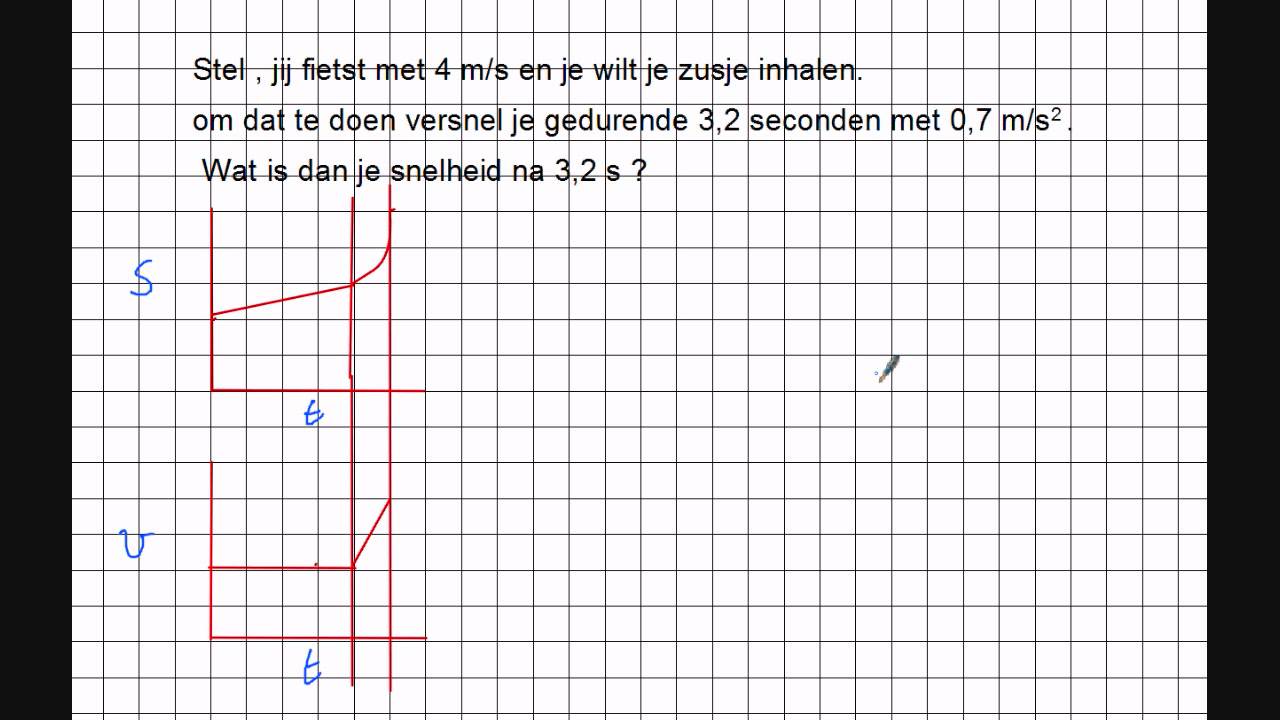 Stel , jij fietst met 4 m/s en je wilt je zusje inhalen.
om dat te doen versnel je gedurende 3,2 seconden met 0,7 m/s².
Wat is dan je snelheid na 3,2 s ?
S
t
v
t